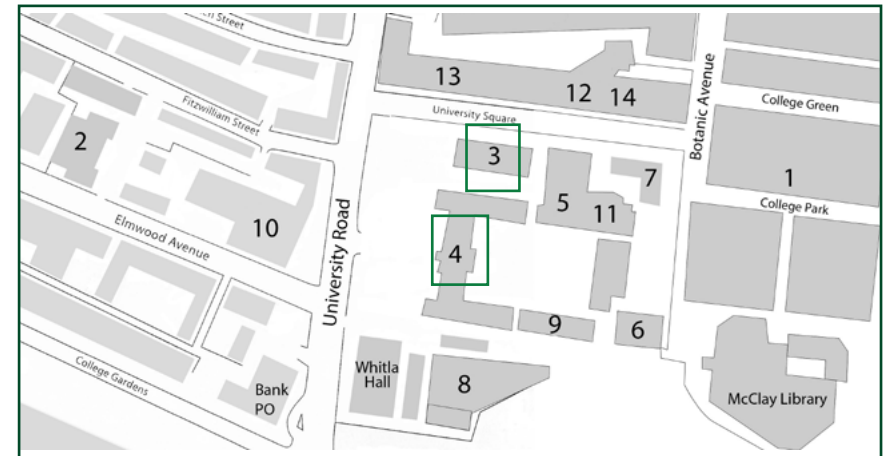 Fitzwilliam Street
University Square
Botanic Avenue
College Green
College Park
Elmwood Avenue
University Road
College Gardens
Bank
PO
Whitla
Hall
McClay Library
13
12
14
2
3
7
1
5
11
10
4
9
6
8